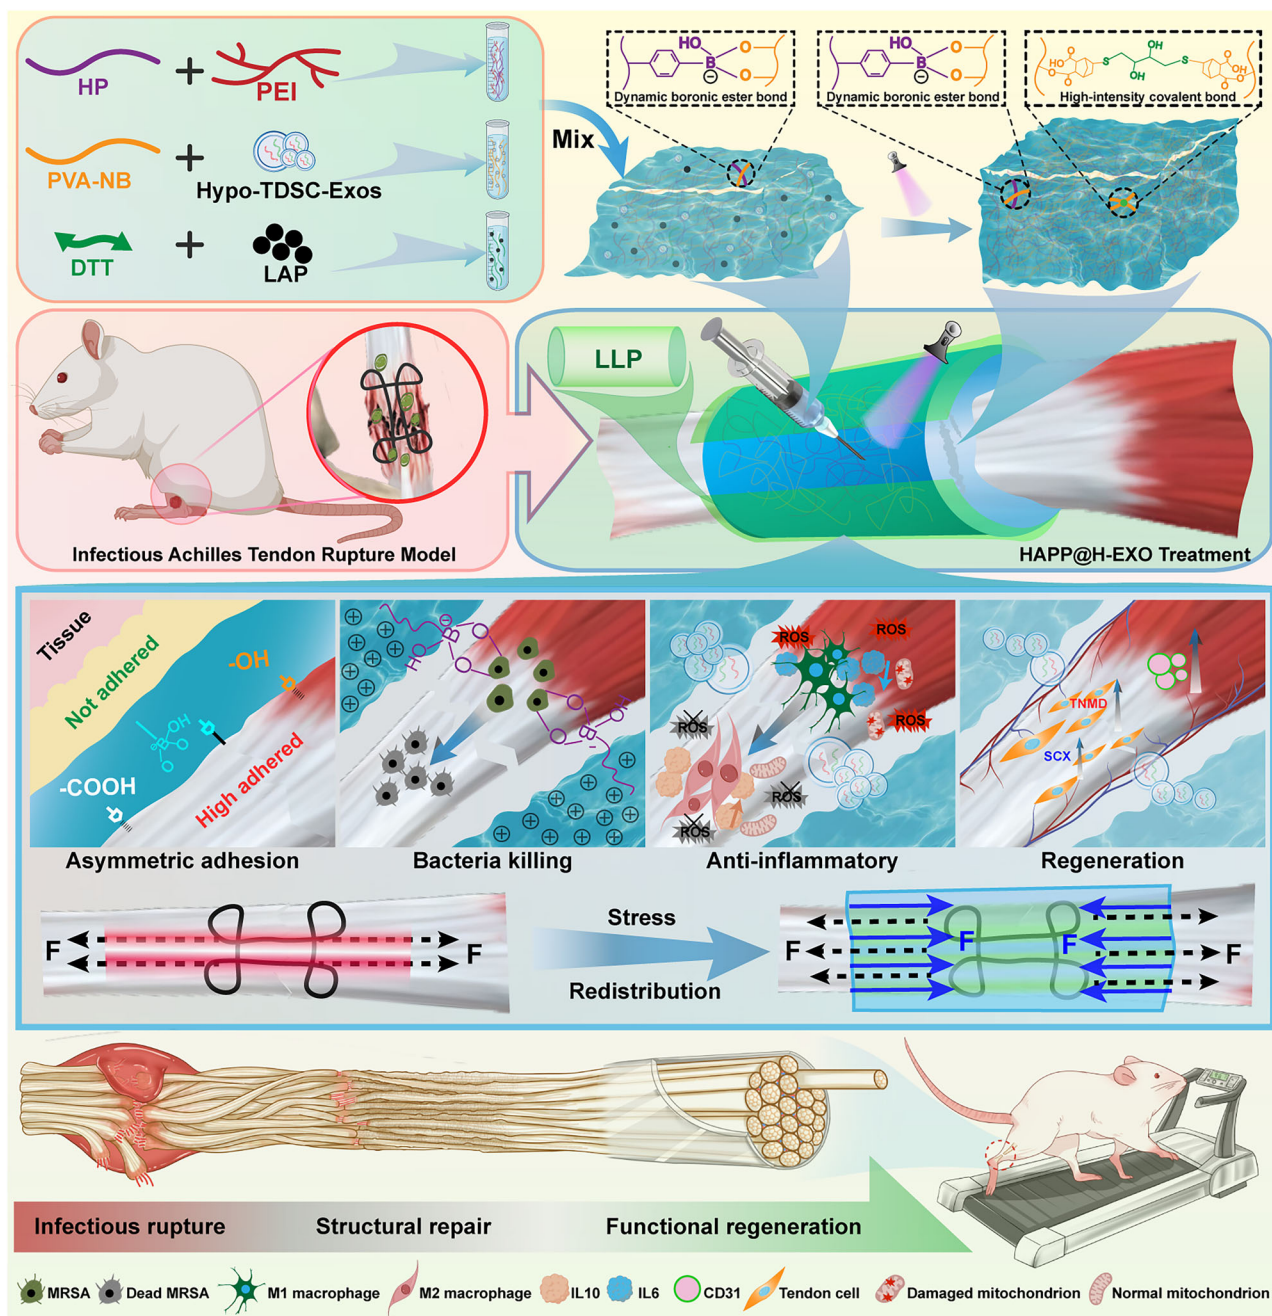 HP
PEI
PVA-NB
Hypo-TDSC-Exos
DTT
LAP
Mix
HO
B
O
O
Dynamic boronic ester bond
HO
B
O
O
Dynamic boronic ester bond
OH
S
S
OH
High-intensity covalent bond
Infectious Achilles Tendon Rupture Model
LLP
HAPP@H-EXO Treatment
Tissue
Not adhered
-OH
-COOH
High adhered
Asymmetric adhesion
Bacteria killing
ROS
ROS
ROS
ROS
ROS
ROS
Anti-inflammatory
TNMD
SCX
Regeneration
F
F
Stress
Redistribution
F
F
F
F
Infectious rupture
Structural repair
Functional regeneration
MRSA
Dead MRSA
M1 macrophage
M2 macrophage
IL10
IL6
CD31
Tendon cell
Damaged mitochondrion
Normal mitochondrion